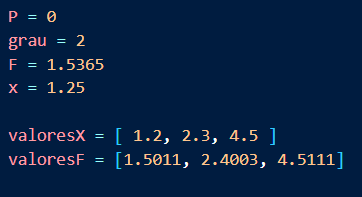 P = 0
grau = 2
F = 1.5365
x = 1.25
valoresX = [ 1.2, 2.3, 4.5 ]
valoresF = [1.5011, 2.4003, 4.5111]